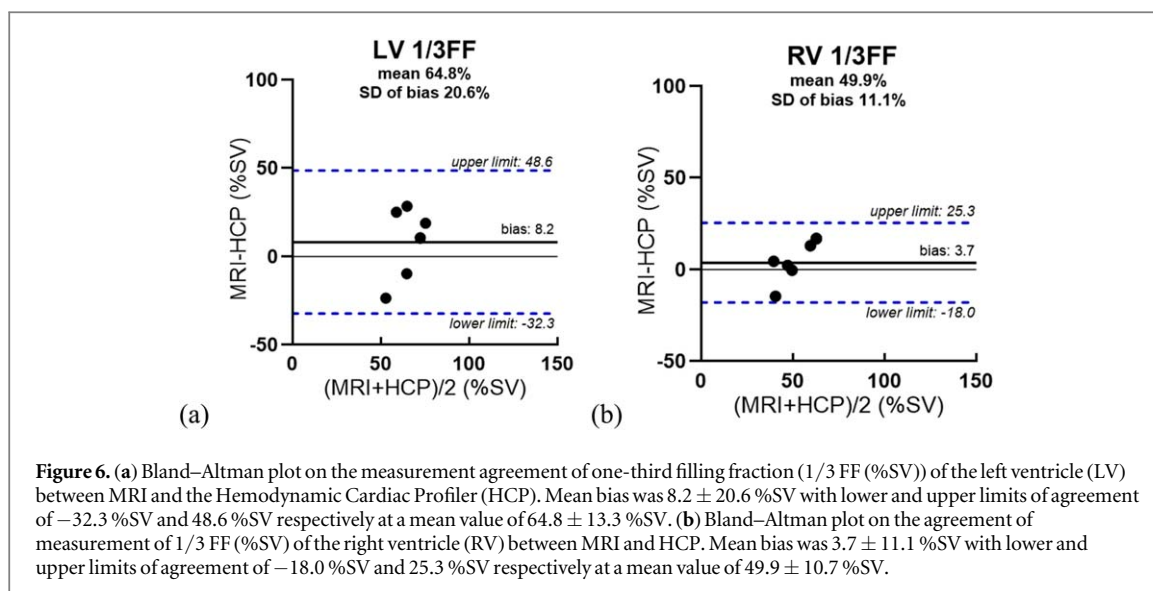 LV 1/3FF
mean 64.8%
SD of bias 20.6%
100
50
0
-50
MRI-HCP (%SV)
upper limit: 48.6
bias: 8.2
lower limit: -32.3
0
50
100
150
(MRI+HCP)/2 (%SV)
(a)
RV 1/3FF
mean 49.9%
SD of bias 11.1%
100
50
0
-50
MRI-HCP (%SV)
upper limit: 25.3
bias: 3.7
lower limit: -18.0
0
50
100
150
(MRI+HCP)/2 (%SV)
(b)
Figure 6. (a) Bland–Altman plot on the measurement agreement of one-third filling fraction (1/3 FF (%SV)) of the left ventricle (LV)
between MRI and the Hemodynamic Cardiac Profiler (HCP). Mean bias was 8.2 ± 20.6 %SV with lower and upper limits of agreement
of −32.3 %SV and 48.6 %SV respectively at a mean value of 64.8 ± 13.3 %SV. (b) Bland–Altman plot on the agreement of
measurement of 1/3 FF (%SV) of the right ventricle (RV) between MRI and HCP. Mean bias was 3.7 ± 11.1 %SV with lower and
upper limits of agreement of −18.0 %SV and 25.3 %SV respectively at a mean value of 49.9 ± 10.7 %SV.